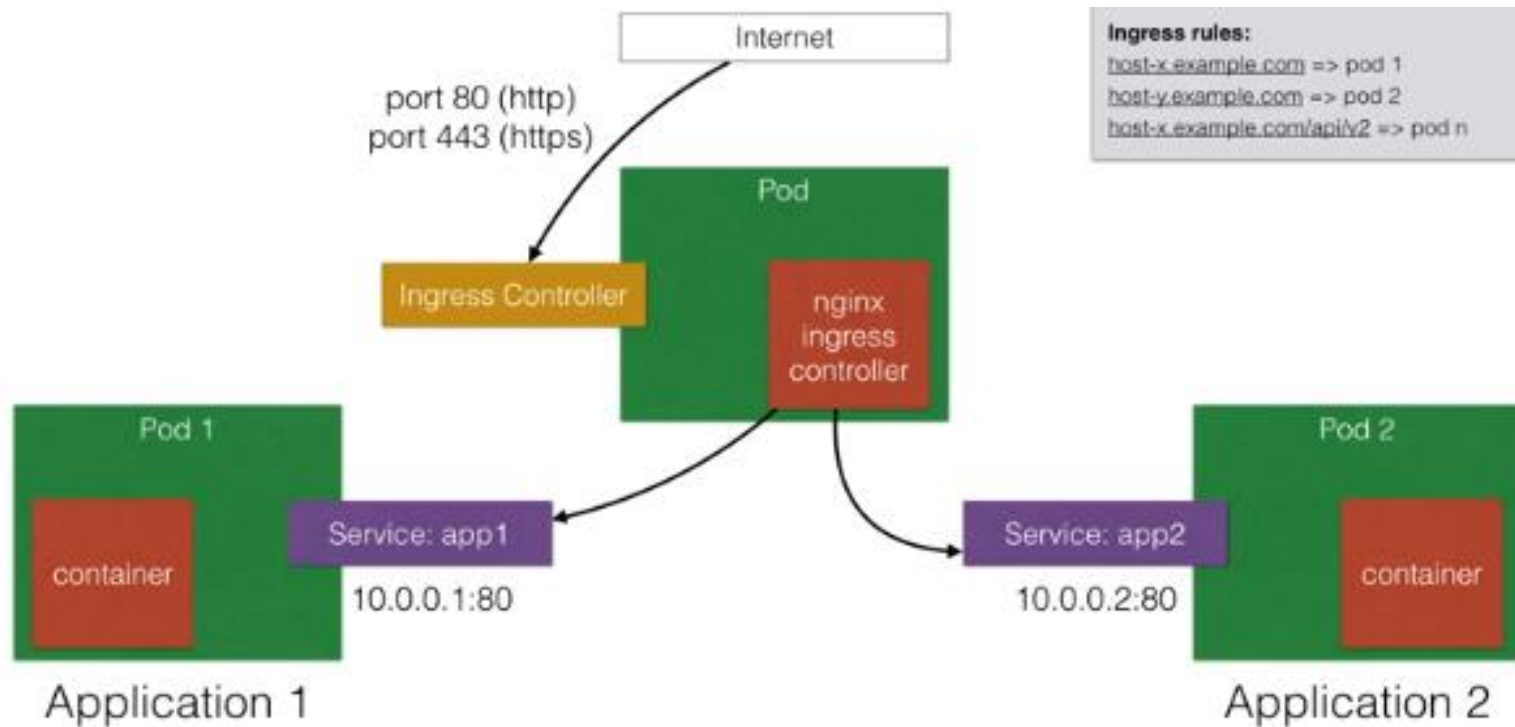 Internet
Ingress rules:
host-x.example.com => pod 1
host-y.example.com => pod 2
host-x.example.com/api/v2 => pod n
port 80 (http)
port 443 (https)
Pod
Ingress Controller
nginx
ingress
controller
Pod 1
container
Service: app1
10.0.0.1:80
Application 1
Pod 2
Service: app2
container
10.0.0.2:80
Application 2